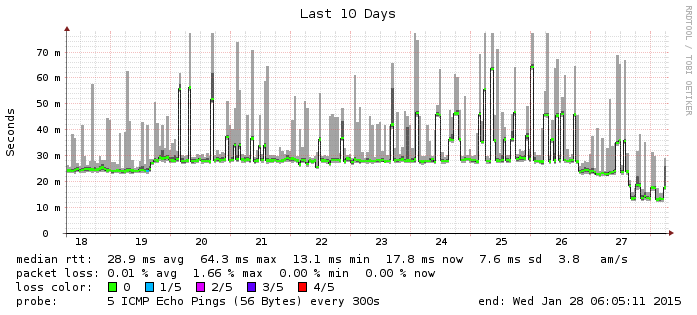 Last 10 Days
RRDTOOL / TOBI OETIKER
Seconds
70 m
60 m
50 m
40 m
30 m
20 m
10 m
0
18 19 20 21 22 23 24 25 26 27
median rtt: 28.9 ms avg 64.3 ms max 13.1 ms min 17.8 ms now 7.6 ms sd 3.8 am/s
packet loss: 0.01 % avg 1.66 % max 0.00 % min 0.00 % now
loss color: 0 1/5 2/5 3/5 4/5
probe: 5 ICMP Echo Pings (56 Bytes) every 300s end: Wed Jan 28 06:05:11 2015